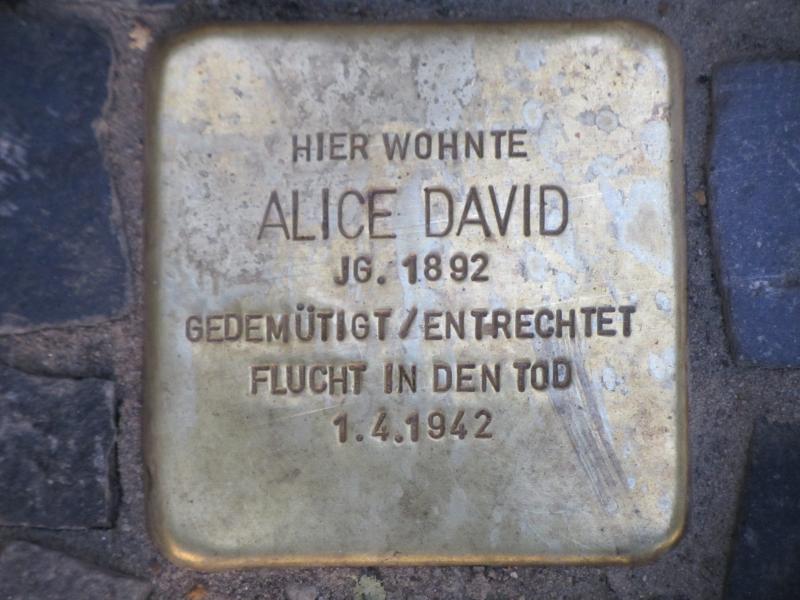 HIER WOHNTE
ALICE DAVID
JG. 1892
GEDEMÜTIGT/ENTRECHTET
FLUCHT IN DEN TOD
1.4.1942